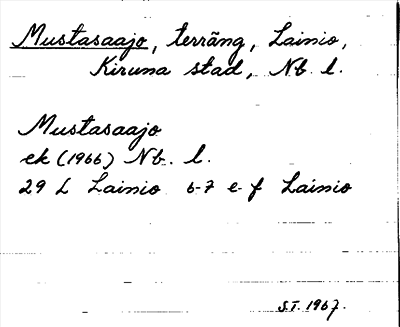 Mustasaajo, terräng, Lainio,
Kiruna stad, Nb. l.
Mustasaajo
ek (1966) Nb. l.
29 L Lainio 6-7 e-f Lainio
S.T. 1967.